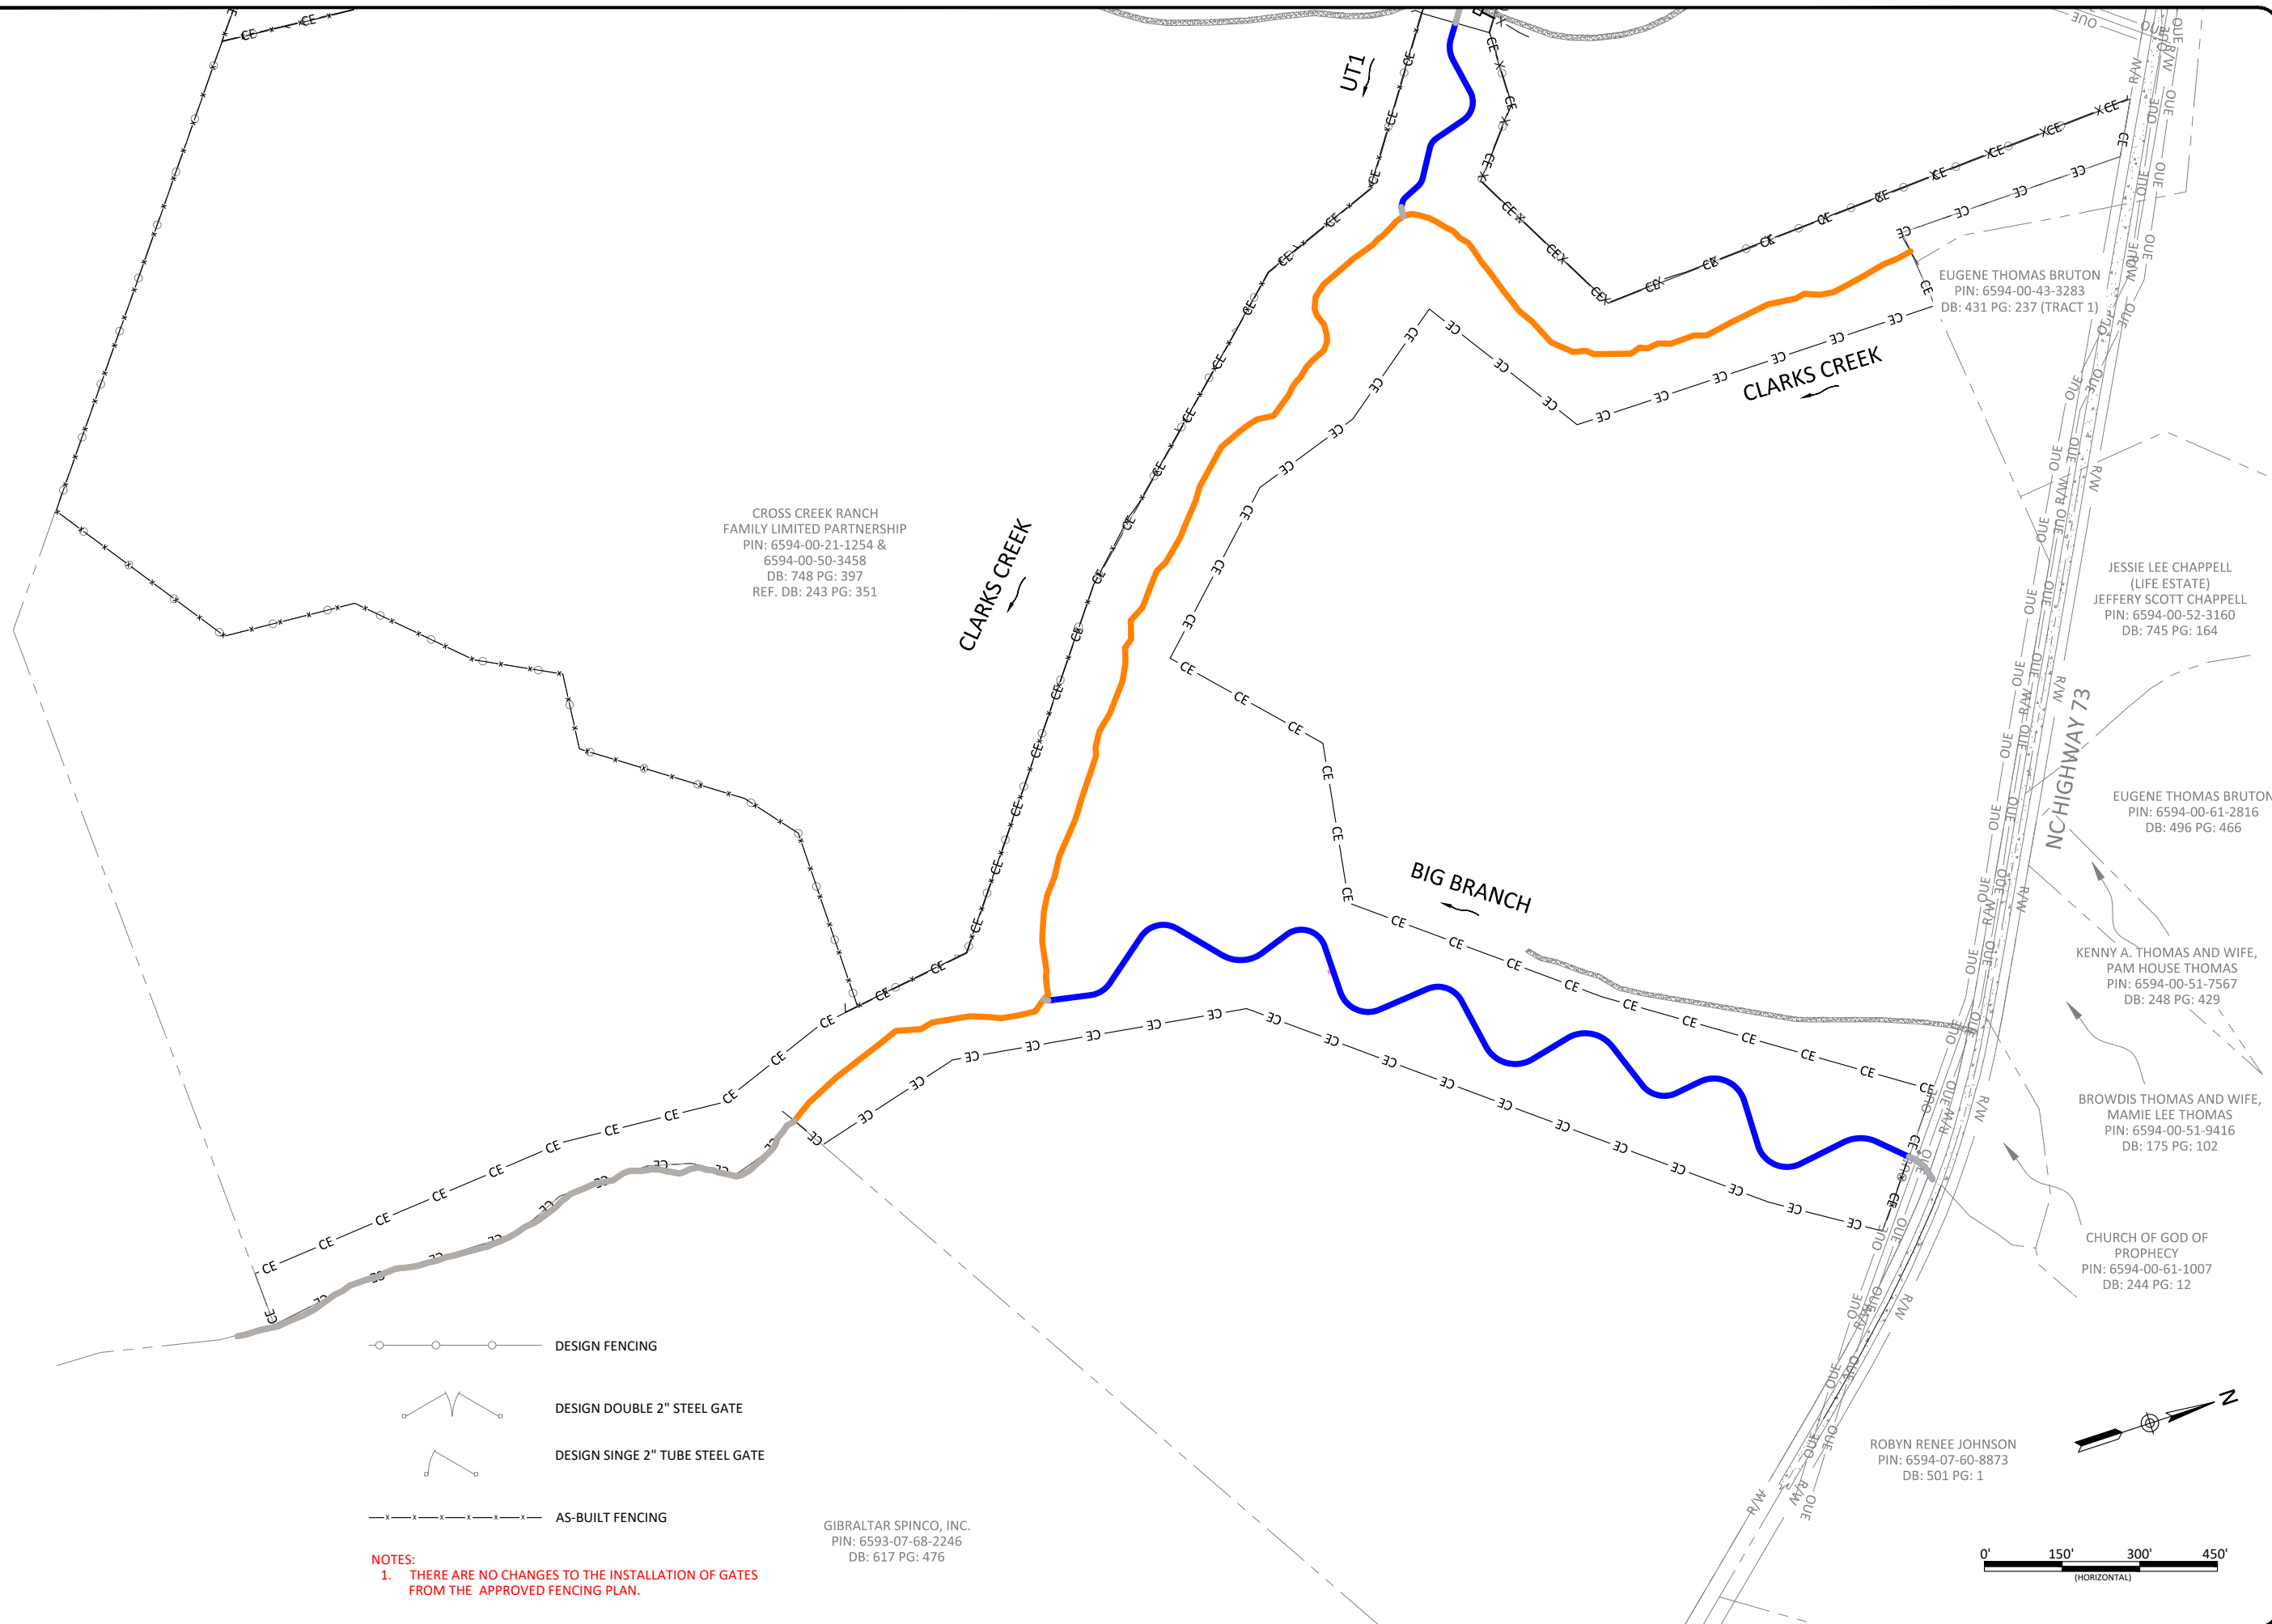 UT1
EUGENE THOMAS BRUTON
PIN: 6594-00-43-3283
DB: 431 PG: 237 (TRACT 1)
CLARKS CREEK
CROSS CREEK RANCH
FAMILY LIMITED PARTNERSHIP
PIN: 6594-00-21-1254 &
6594-00-50-3458
DB: 748 PG: 397
REF. DB: 243 PG: 351
CLARKS CREEK
JESSIE LEE CHAPPELL
(LIFE ESTATE)
JEFFERY SCOTT CHAPPELL
PIN: 6594-00-52-3160
DB: 745 PG: 164
NC HIGHWAY 73
EUGENE THOMAS BRUTON
PIN: 6594-00-61-2816
DB: 496 PG: 466
BIG BRANCH
KENNY A. THOMAS AND WIFE,
PAM HOUSE THOMAS
PIN: 6594-00-51-7567
DB: 248 PG: 429
BROWDIS THOMAS AND WIFE,
MAMIE LEE THOMAS
PIN: 6594-00-51-9416
DB: 175 PG: 102
CHURCH OF GOD OF
PROPHECY
PIN: 6594-00-61-1007
DB: 244 PG: 12
DESIGN FENCING
DESIGN DOUBLE 2" STEEL GATE
DESIGN SINGE 2" TUBE STEEL GATE
AS-BUILT FENCING
NOTES:
1. THERE ARE NO CHANGES TO THE INSTALLATION OF GATES
FROM THE APPROVED FENCING PLAN.
GIBRALTAR SPINCO, INC.
PIN: 6593-07-68-2246
DB: 617 PG: 476
ROBYN RENEE JOHNSON
PIN: 6594-07-60-8873
DB: 501 PG: 1
N
0' 150' 300' 450'
(HORIZONTAL)
CE
OUE
R/W